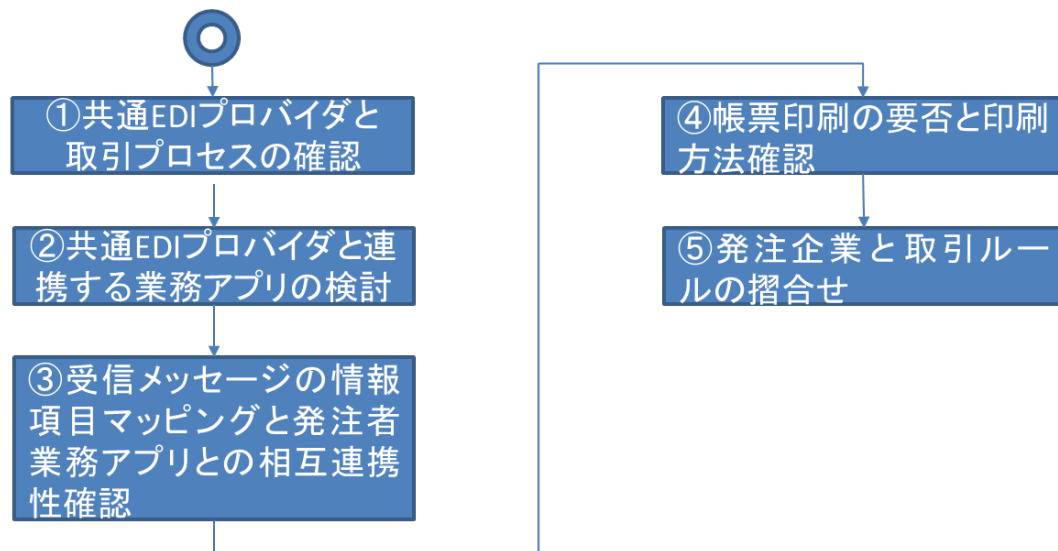 ①共通EDIプロバイダと
取引プロセスの確認
②共通EDIプロバイダと連
携する業務アプリの検討
③受信メッセージの情報
項目マッピングと発注者
業務アプリとの相互連携
性確認
④帳票印刷の要否と印刷
方法確認
⑤発注企業と取引ルー
ルの摺合せ